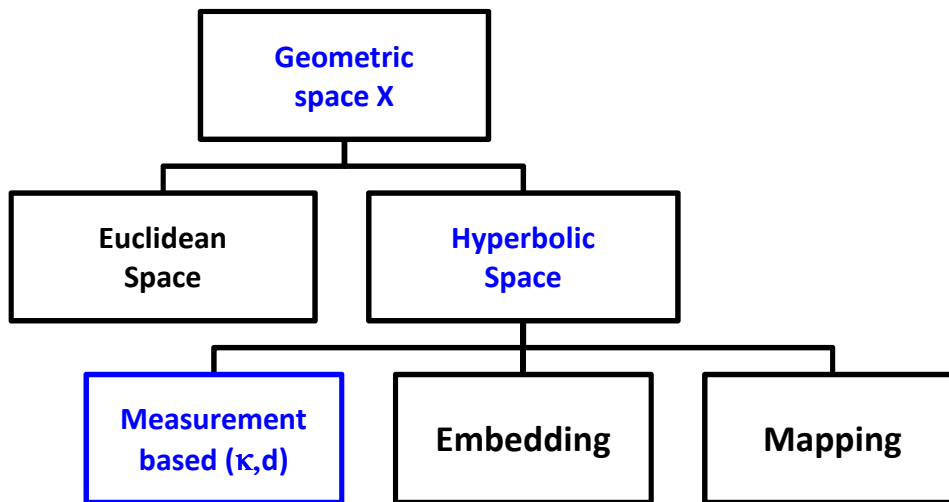 Geometric
space X
Euclidean
Space
Hyperbolic
Space
Measurement
based (κ,d)
Embedding
Mapping